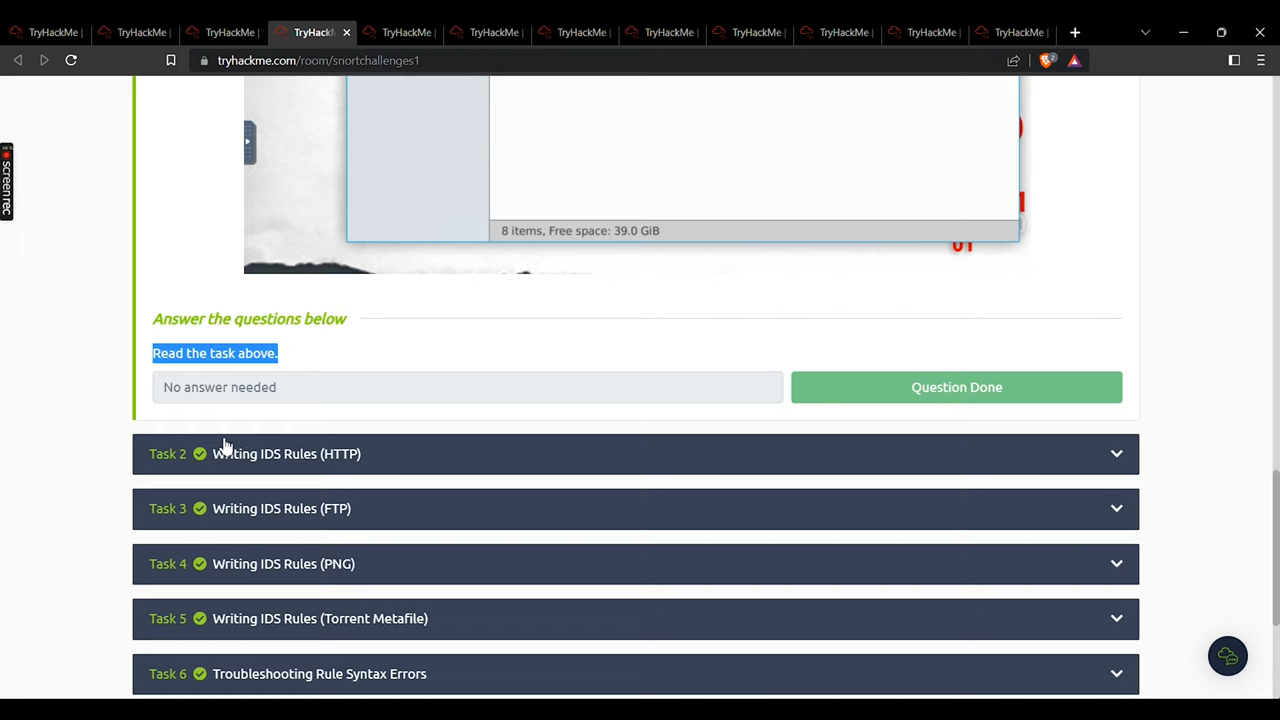 TryHackMe |
TryHackMe |
TryHackMe |
TryHackM
TryHackMe |
TryHackMe |
TryHackMe |
TryHackMe |
TryHackMe |
TryHackMe |
TryHackMe |
TryHackMe |
tryhackme.com/room/snortchallenges1
2
screenrec
8 items, Free space: 39.0 GiB
01
Answer the questions below
Read the task above.
No answer needed
Question Done
Task 2 Writing IDS Rules (HTTP)
Task 3 Writing IDS Rules (FTP)
Task 4 Writing IDS Rules (PNG)
Task 5 Writing IDS Rules (Torrent Metafile)
Task 6 Troubleshooting Rule Syntax Errors